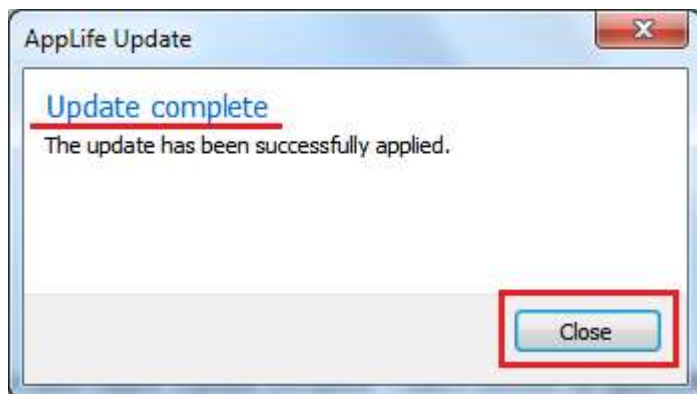 AppLife Update
Update complete
The update has been successfully applied.
Close